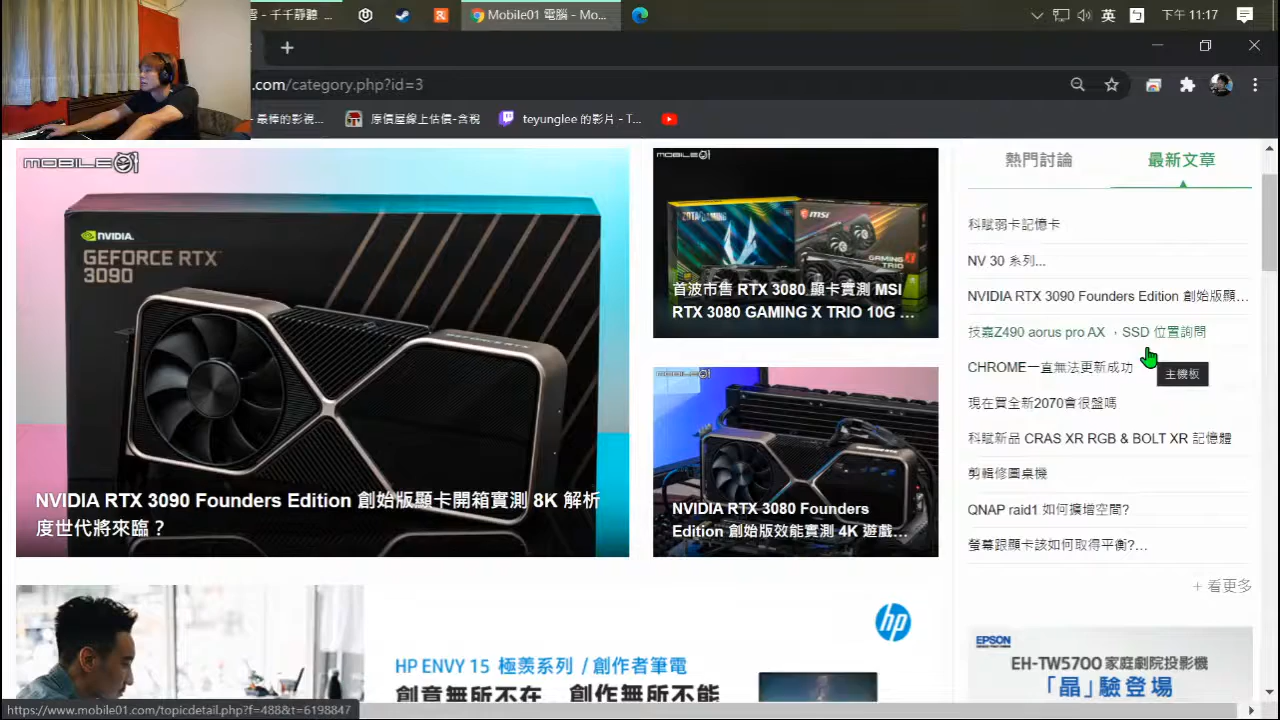 雲 - 千千靜聽 ...
Mobile01 電腦 - Mo...
英
下午 11:17
.com/category.php?id=3
最棒的影視...
原價屋線上估價-含稅
teyunglee 的影片 - T...
MOBILE01
NVIDIA.
GEFORCE RTX™
3090
NVIDIA RTX 3090 Founders Edition 創始版顯卡開箱實測 8K 解析
度世代將來臨？
MOBILE01
ZOTAC GAMING
msi
GAMING
TRIO
首波市售 RTX 3080 顯卡實測 MSI
RTX 3080 GAMING X TRIO 10G ...
MOBILE01
NVIDIA RTX 3080 Founders
Edition 創始版效能實測 4K 遊戲...
熱門討論
最新文章
科賦弱卡記憶卡
NV 30 系列...
NVIDIA RTX 3090 Founders Edition 創始版顯...
技嘉Z490 aorus pro AX ，SSD 位置詢問
CHROME一直無法更新成功
主機板
現在買全新2070會很盤嗎
科賦新品 CRAS XR RGB & BOLT XR 記憶體
剪輯修圖桌機
QNAP raid1 如何擴增空間?
螢幕跟顯卡該如何取得平衡?...
+ 看更多
hp
HP ENVY 15 極羨系列 / 創作者筆電
創意無所不在 創作無所不能
EPSON
EH-TW5700 家庭劇院投影機
「晶」驗登場
https://www.mobile01.com/topicdetail.php?f=488&t=6198847